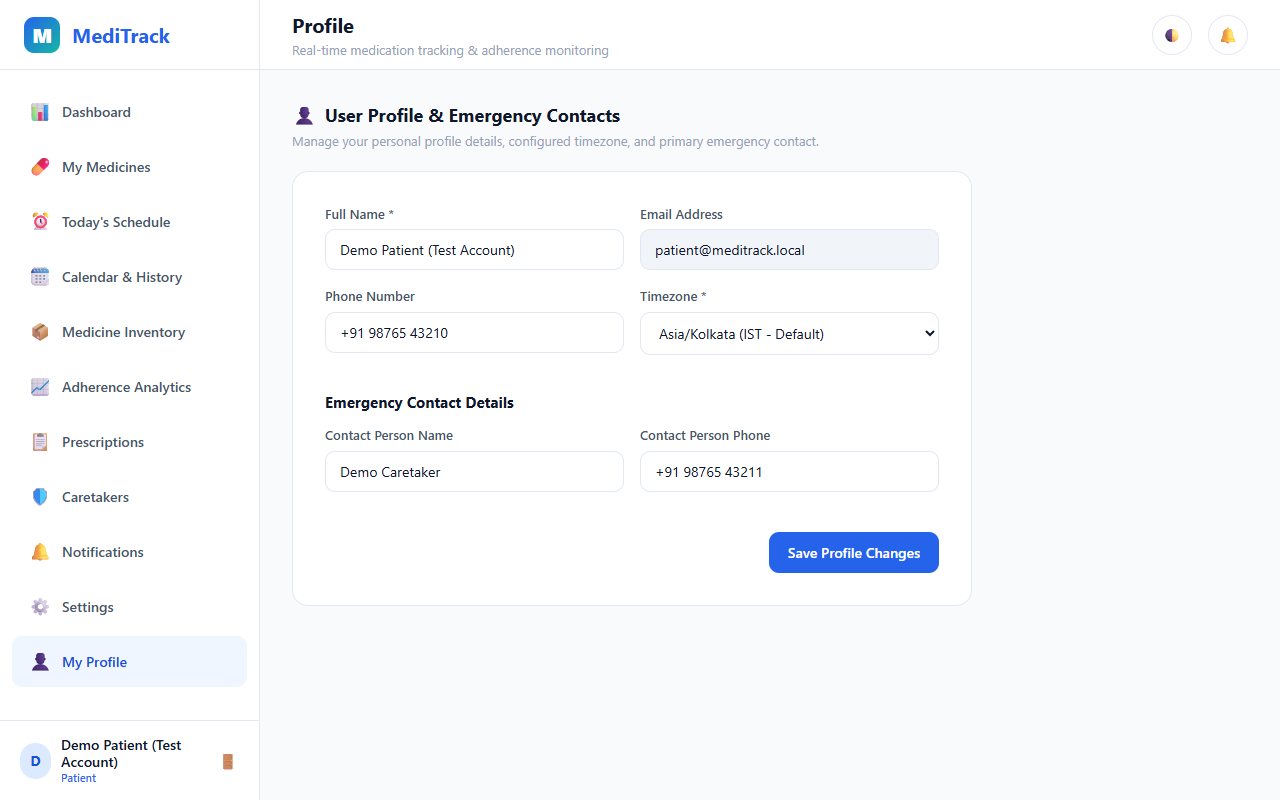 M MediTrack
Dashboard
My Medicines
Today's Schedule
Calendar & History
Medicine Inventory
Adherence Analytics
Prescriptions
Caretakers
Notifications
Settings
My Profile
D
Demo Patient (Test
Account)
Patient
Profile
Real-time medication tracking & adherence monitoring
User Profile & Emergency Contacts
Manage your personal profile details, configured timezone, and primary emergency contact.
Full Name *
Demo Patient (Test Account)
Email Address
patient@meditrack.local
Phone Number
+91 98765 43210
Timezone *
Asia/Kolkata (IST - Default)
Emergency Contact Details
Contact Person Name
Demo Caretaker
Contact Person Phone
+91 98765 43211
Save Profile Changes